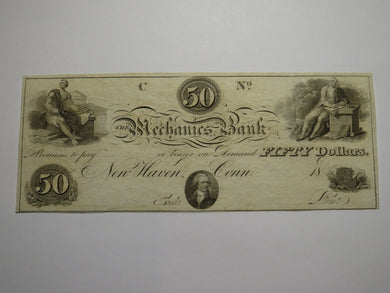 C 50 No.
THE Mechanics Bank
Promises to pay or bearer on Demand FIFTY Dollars.
50 New Haven, Conn. 18
Cash.r Pres.t